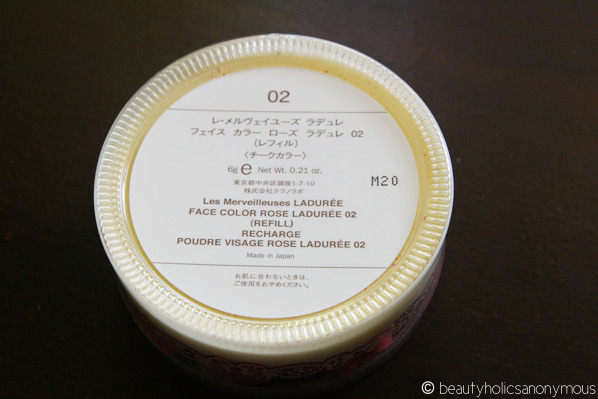 02
レ・メルヴェイユーズ ラデュレ
フェイス カラー ローズ ラデュレ 02
(レフィル)
〈チークカラー〉
6g e Net Wt. 0.21 oz.
東京都中央区銀座1-7-10
株式会社テクノラボ
M20
Les Merveilleuses LADURÉE
FACE COLOR ROSE LADURÉE 02
(REFILL)
RECHARGE
POUDRE VISAGE ROSE LADURÉE 02
Made in Japan
お肌に合わないときは、
ご使用をおやめください。
© beautyholicsanonymous